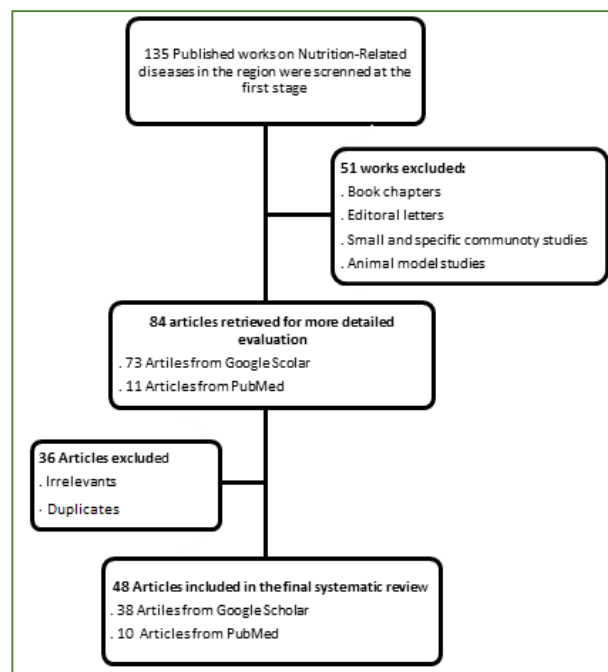 135 Published works on Nutrition-Related
diseases in the region were screnned at the
first stage
51 works excluded:
. Book chapters
. Editoral letters
. Small and specific communoty studies
. Animal model studies
84 articles retrieved for more detailed
evaluation
. 73 Artiles from Google Scolar
. 11 Articles from PubMed
36 Articles excluded
. Irrelevants
· Duplicates
48 Articles included in the final systematic review
. 38 Artiles from Google Scholar
. 10 Articles from PubMed